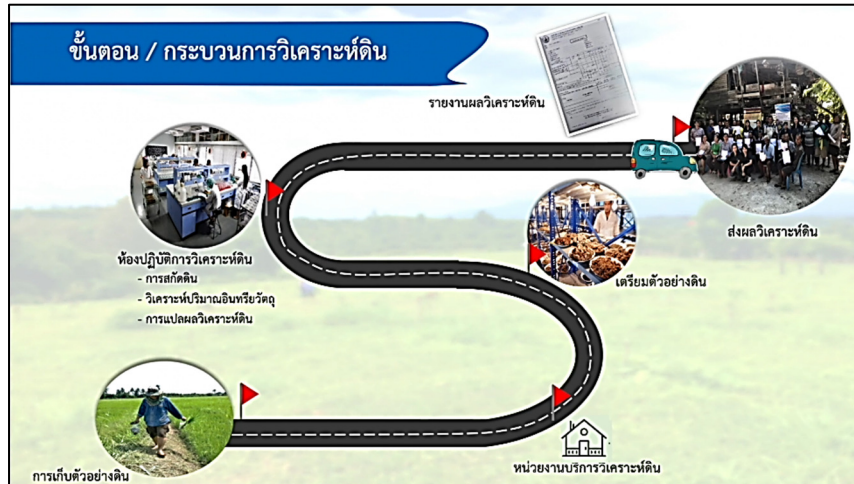 ขั้นตอน / กระบวนการวิเคราะห์ดิน
รายงานผลวิเคราะห์ดิน
ส่งผลวิเคราะห์ดิน
ห้องปฏิบัติการวิเคราะห์ดิน
- การสกัดดิน
- วิเคราะห์ปริมาณอินทรียวัตถุ
- การแปลผลวิเคราะห์ดิน
เตรียมตัวอย่างดิน
การเก็บตัวอย่างดิน
หน่วยงานบริการวิเคราะห์ดิน